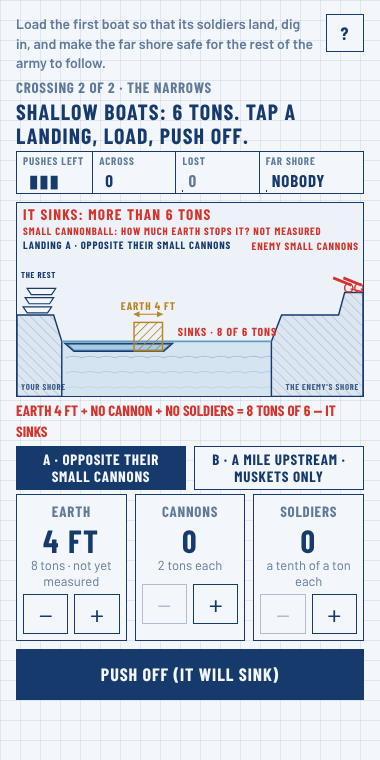 Load the first boat so that its soldiers land, dig
in, and make the far shore safe for the rest of the
army to follow.
?
CROSSING 2 OF 2 · THE NARROWS
SHALLOW BOATS: 6 TONS. TAP A
LANDING, LOAD, PUSH OFF.
PUSHES LEFT
ACROSS
0
LOST
0
FAR SHORE
NOBODY
IT SINKS: MORE THAN 6 TONS
SMALL CANNONBALL: HOW MUCH EARTH STOPS IT? NOT MEASURED
LANDING A · OPPOSITE THEIR SMALL CANNONS
ENEMY SMALL CANNONS
THE REST
EARTH 4 FT
SINKS · 8 OF 6 TONS
YOUR SHORE
THE ENEMY'S SHORE
EARTH 4 FT + NO CANNON + NO SOLDIERS = 8 TONS OF 6 – IT
SINKS
A · OPPOSITE THEIR
SMALL CANNONS
B · A MILE UPSTREAM ·
MUSKETS ONLY
EARTH
4 FT
8 tons · not yet
measured
− +
CANNONS
0
2 tons each
− +
SOLDIERS
0
a tenth of a ton
each
− +
PUSH OFF (IT WILL SINK)